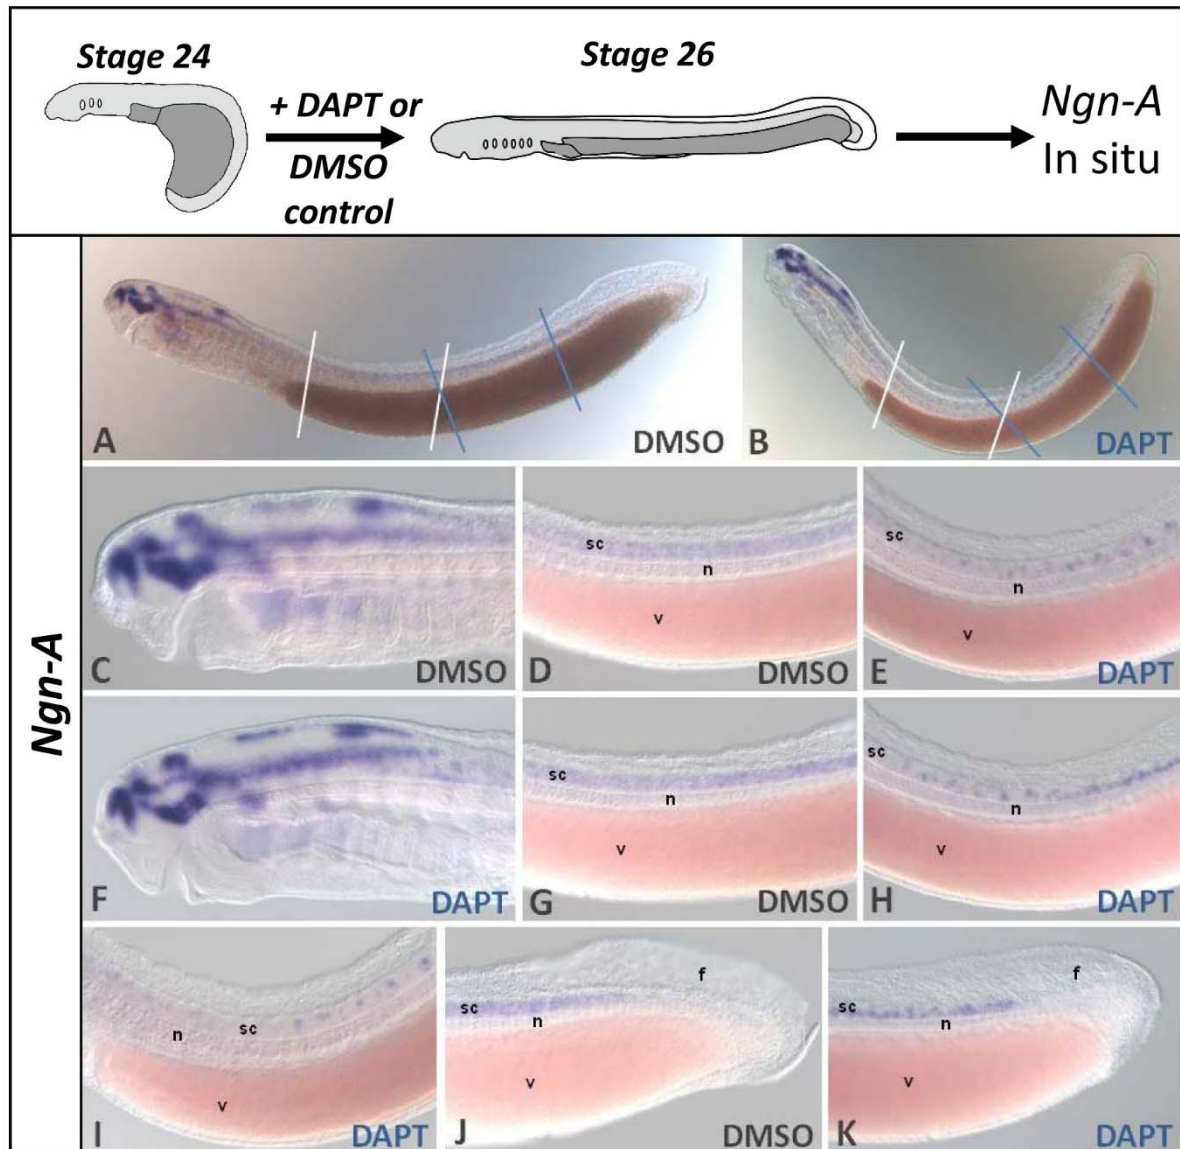 Stage 24
+ DAPT or
DMSO
control
Stage 26
Ngn-A
In situ
Ngn-A
A
DMSO
B
DAPT
C
DMSO
sc
n
v
D
DMSO
sc
n
v
E
DAPT
F
DAPT
sc
n
v
G
DMSO
sc
n
v
H
DAPT
n
sc
v
I
DAPT
f
sc
n
v
J
DMSO
f
sc
n
v
K
DAPT